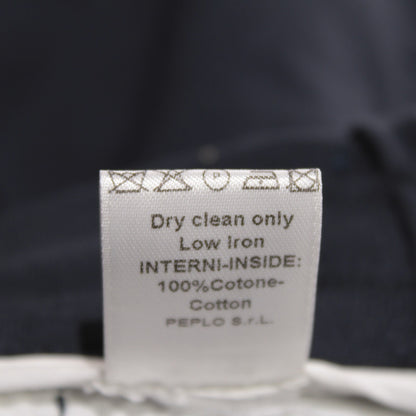 Dry clean only
Low Iron
INTERNI-INSIDE:
100%Cotone-
Cotton
PEPLO S.r.L.